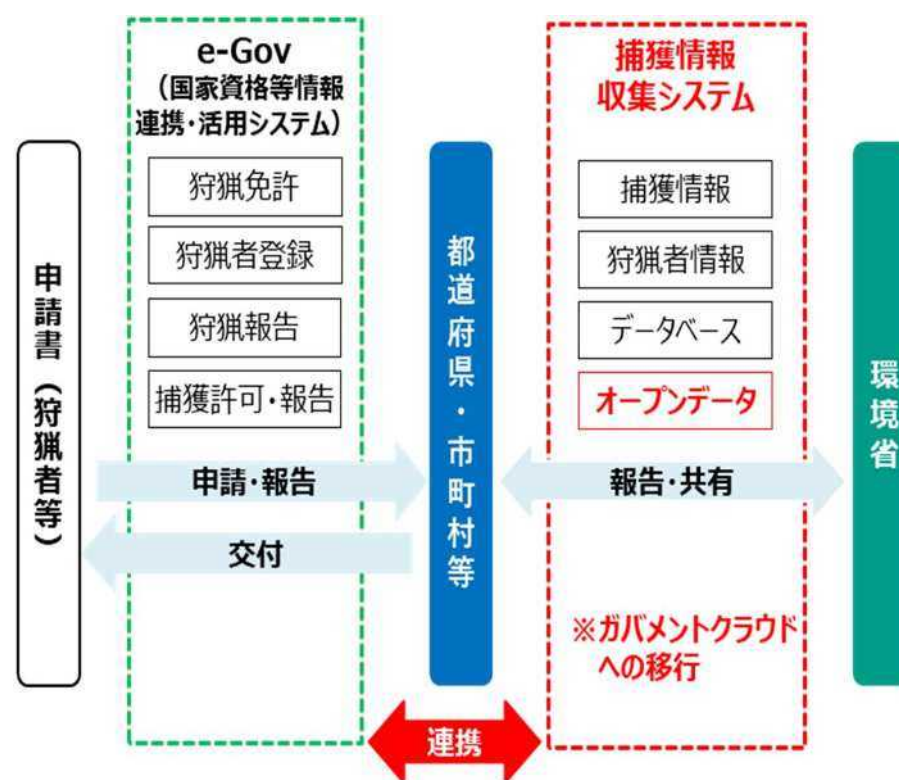 e-Gov
（国家資格等情報
連携・活用システム）
狩猟免許
狩猟者登録
狩猟報告
捕獲許可・報告
申請書（狩猟者等）
申請・報告
交付
都道府県・市町村等
捕獲情報
収集システム
捕獲情報
狩猟者情報
データベース
オープンデータ
報告・共有
※ガバメントクラウド
への移行
環境省
連携